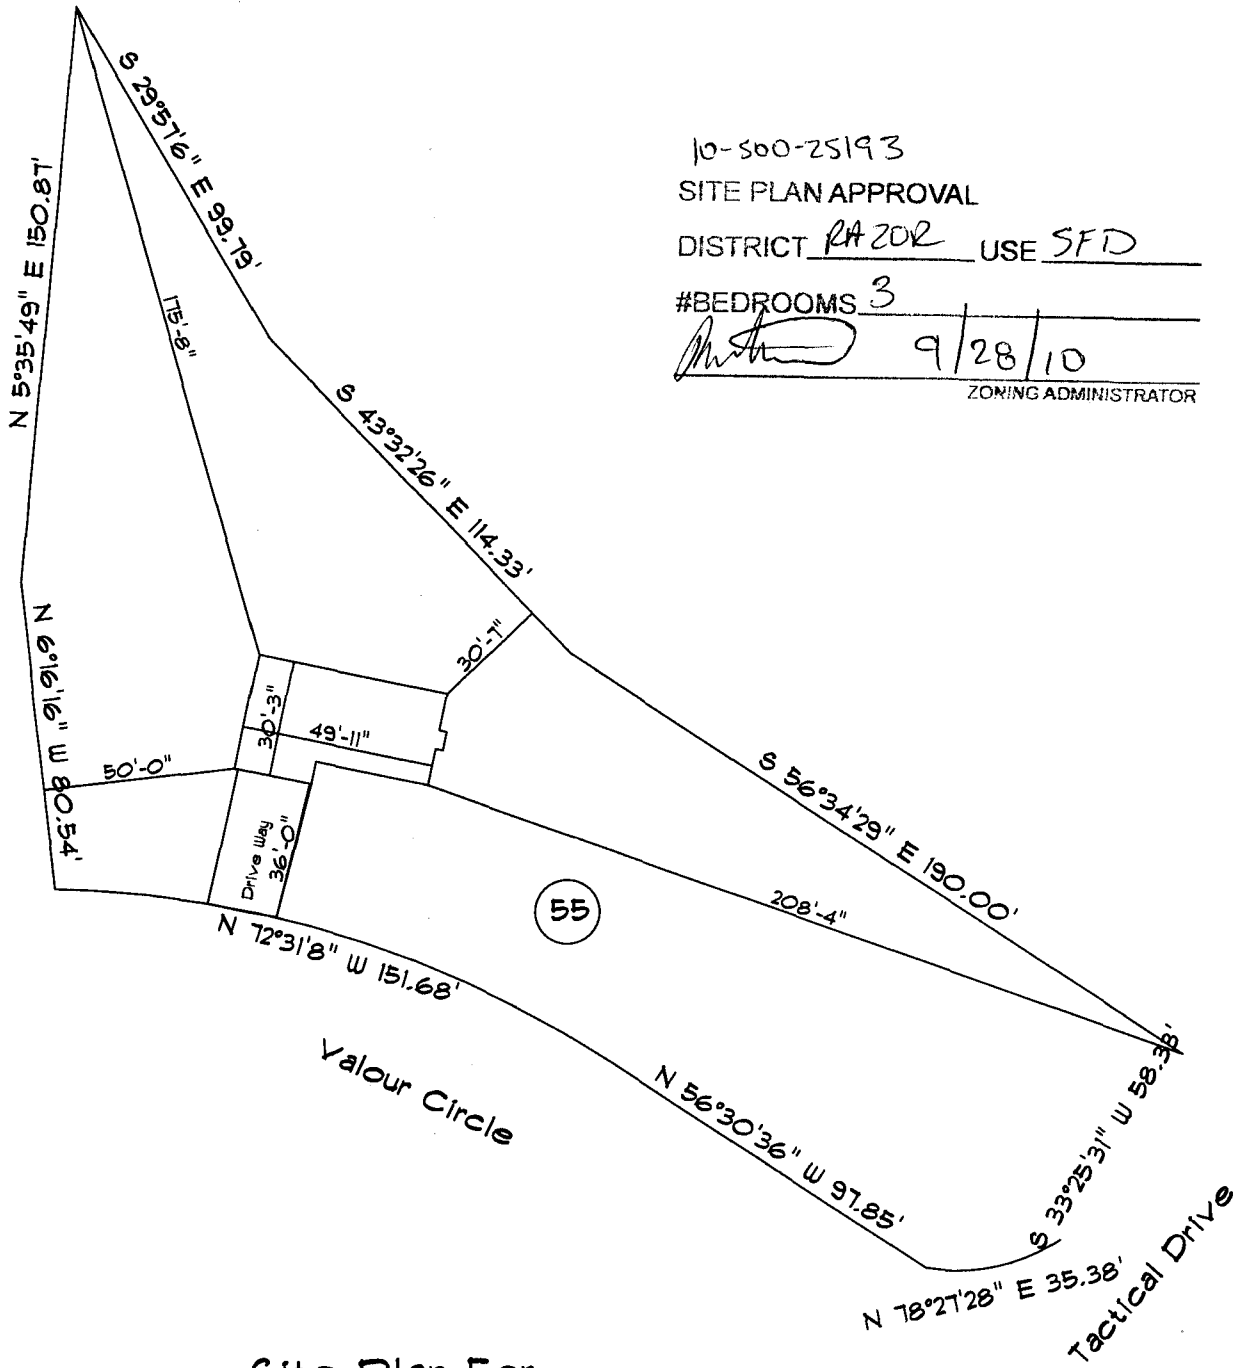 S 29°57'6" E 99.79'
N 5°35'49" E 150.87'
175'-8"
10-500-25193
SITE PLAN APPROVAL
DISTRICT RA20R USE SFD
#BEDROOMS 3
9/28/10
ZONING ADMINISTRATOR
S 43°32'26" E 114.33'
N 6°16'16" W 80.54'
30'-7"
30'-3"
49'-11"
50'-0"
Drive Way
36'-0"
S 56°34'29" E 190.00'
208'-4"
55
N 72°31'8" W 151.68'
Valour Circle
N 56°30'36" W 97.85'
S 33°25'31" W 58.38'
N 78°27'28" E 35.38'
Tactical Drive
Site Plan For